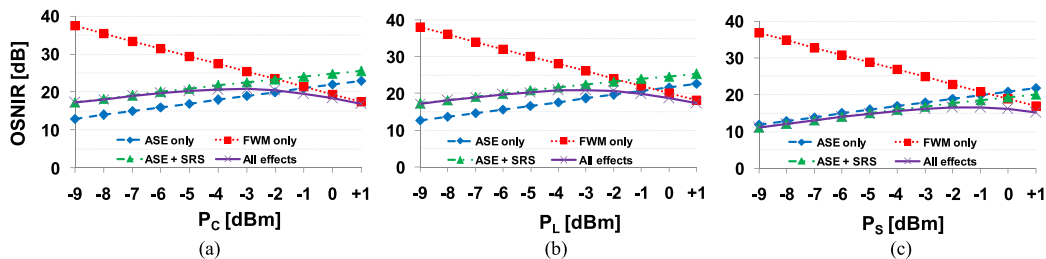 OSNIR [dB]
40
30
20
10
0
ASE only
FWM only
ASE + SRS
All effects
-9 -8 -7 -6 -5 -4 -3 -2 -1 0 +1
P_C [dBm]
(a)
40
30
20
10
0
ASE only
FWM only
ASE + SRS
All effects
-9 -8 -7 -6 -5 -4 -3 -2 -1 0 +1
P_L [dBm]
(b)
40
30
20
10
0
ASE only
FWM only
ASE + SRS
All effects
-9 -8 -7 -6 -5 -4 -3 -2 -1 0 +1
P_S [dBm]
(c)